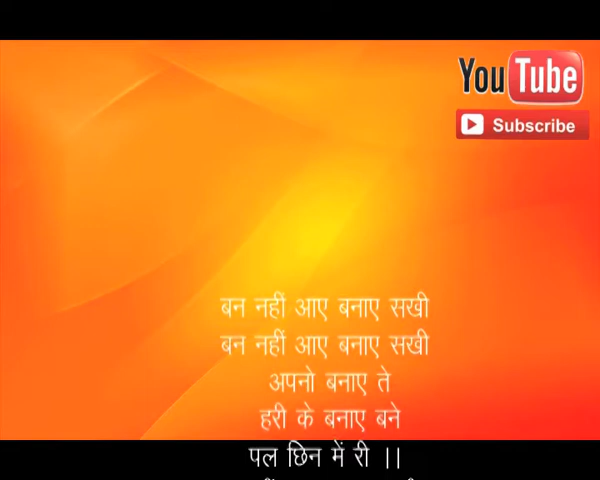 YouTube
Subscribe
बन नहीं आए बनाए सखी
बन नहीं आए बनाए सखी
अपनो बनाए ते
हरी के बनाए बने
पल छिन में री ।।